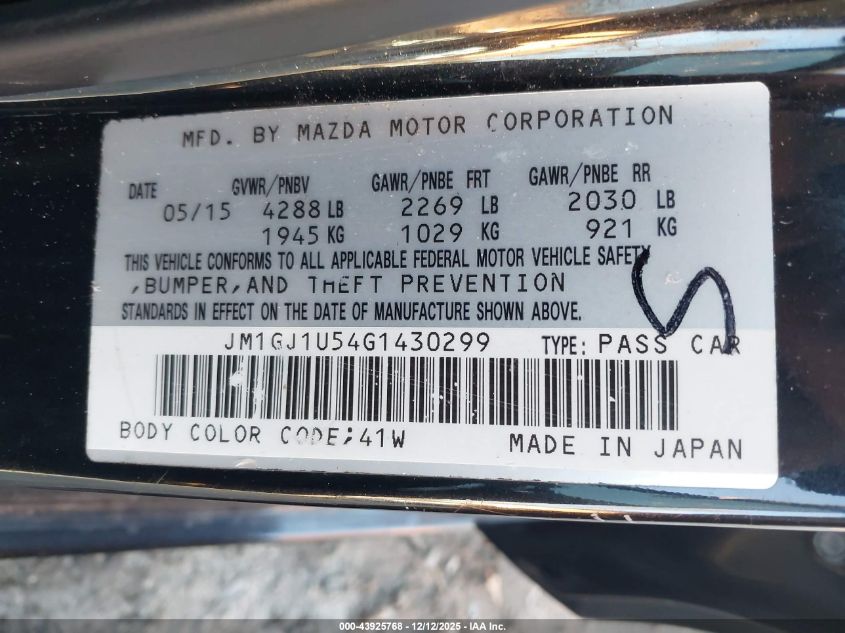 MFD. BY MAZDA MOTOR CORPORATION
DATE GVWR/PNBV GAWR/PNBE FRT GAWR/PNBE RR
05/15 4288 LB 2269 LB 2030 LB
1945 KG 1029 KG 921 KG
THIS VEHICLE CONFORMS TO ALL APPLICABLE FEDERAL MOTOR VEHICLE SAFETY
,BUMPER,AND THEFT PREVENTION
STANDARDS IN EFFECT ON THE DATE OF MANUFACTURE SHOWN ABOVE.
JM1GJ1U54G1430299 TYPE: PASS CAR
BODY COLOR CODE;41W MADE IN JAPAN
000-43925768 - 12/12/2025 - IAA Inc.